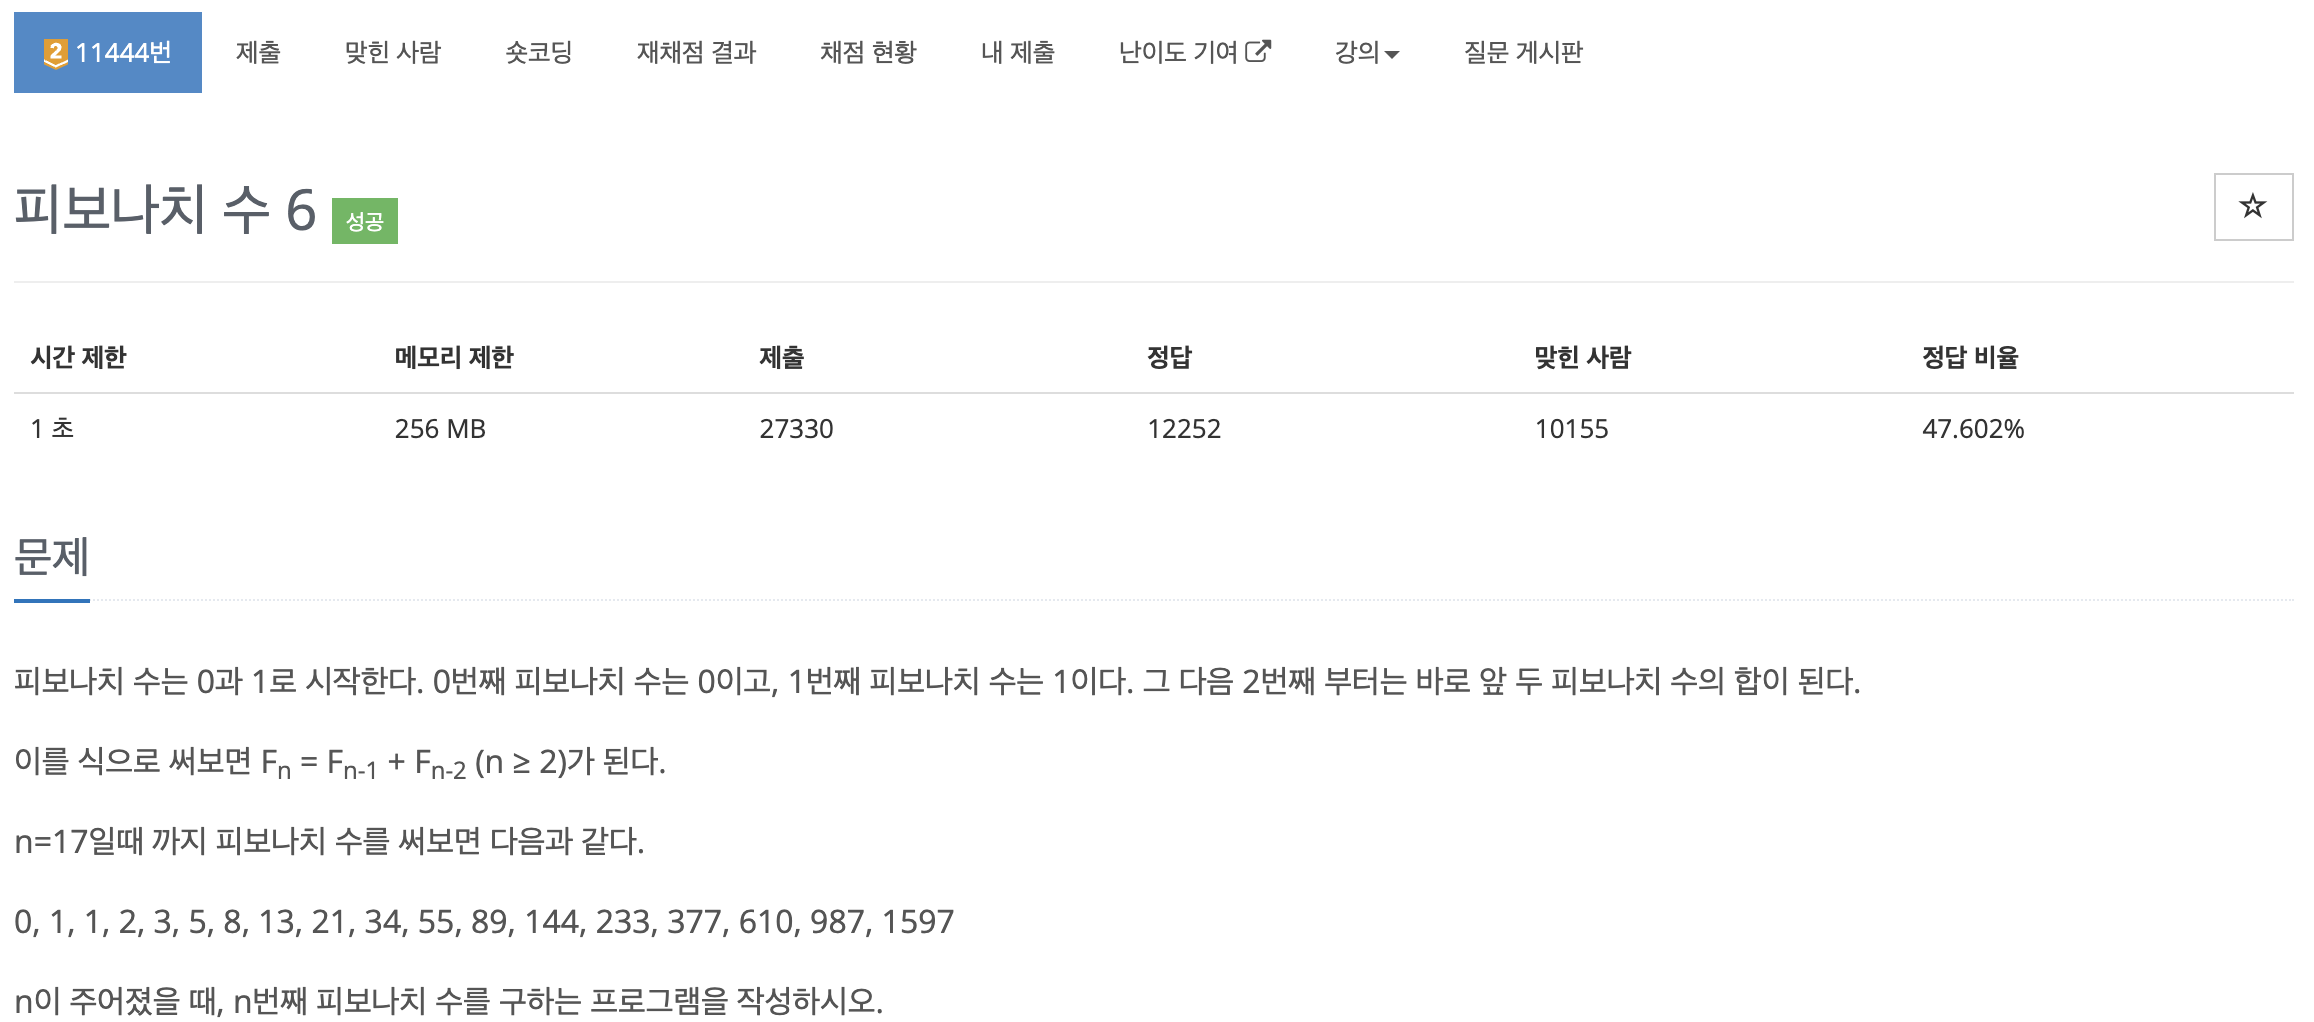 2 11444번 제출 맞힌 사람 숏코딩 재채점 결과 채점 현황 내 제출 난이도 기여 강의 질문 게시판
피보나치 수 6 성공
시간 제한 메모리 제한 제출 정답 맞힌 사람 정답 비율
1 초 256 MB 27330 12252 10155 47.602%
문제
피보나치 수는 0과 1로 시작한다. 0번째 피보나치 수는 0이고, 1번째 피보나치 수는 1이다. 그 다음 2번째 부터는 바로 앞 두 피보나치 수의 합이 된다.
이를 식으로 써보면 Fn = Fn-1 + Fn-2 (n ≥ 2)가 된다.
n=17일때 까지 피보나치 수를 써보면 다음과 같다.
0, 1, 1, 2, 3, 5, 8, 13, 21, 34, 55, 89, 144, 233, 377, 610, 987, 1597
n이 주어졌을 때, n번째 피보나치 수를 구하는 프로그램을 작성하시오.